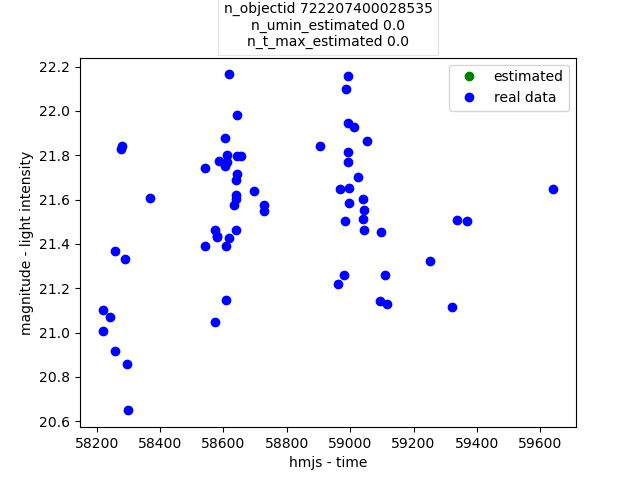 n_objectid 722207400028535
n_umin_estimated 0.0
n_t_max_estimated 0.0
22.2
22.0
21.8
21.6
21.4
21.2
21.0
20.8
20.6
magnitude - light intensity
estimated
real data
58200 58400 58600 58800 59000 59200 59400 59600
hmjs - time